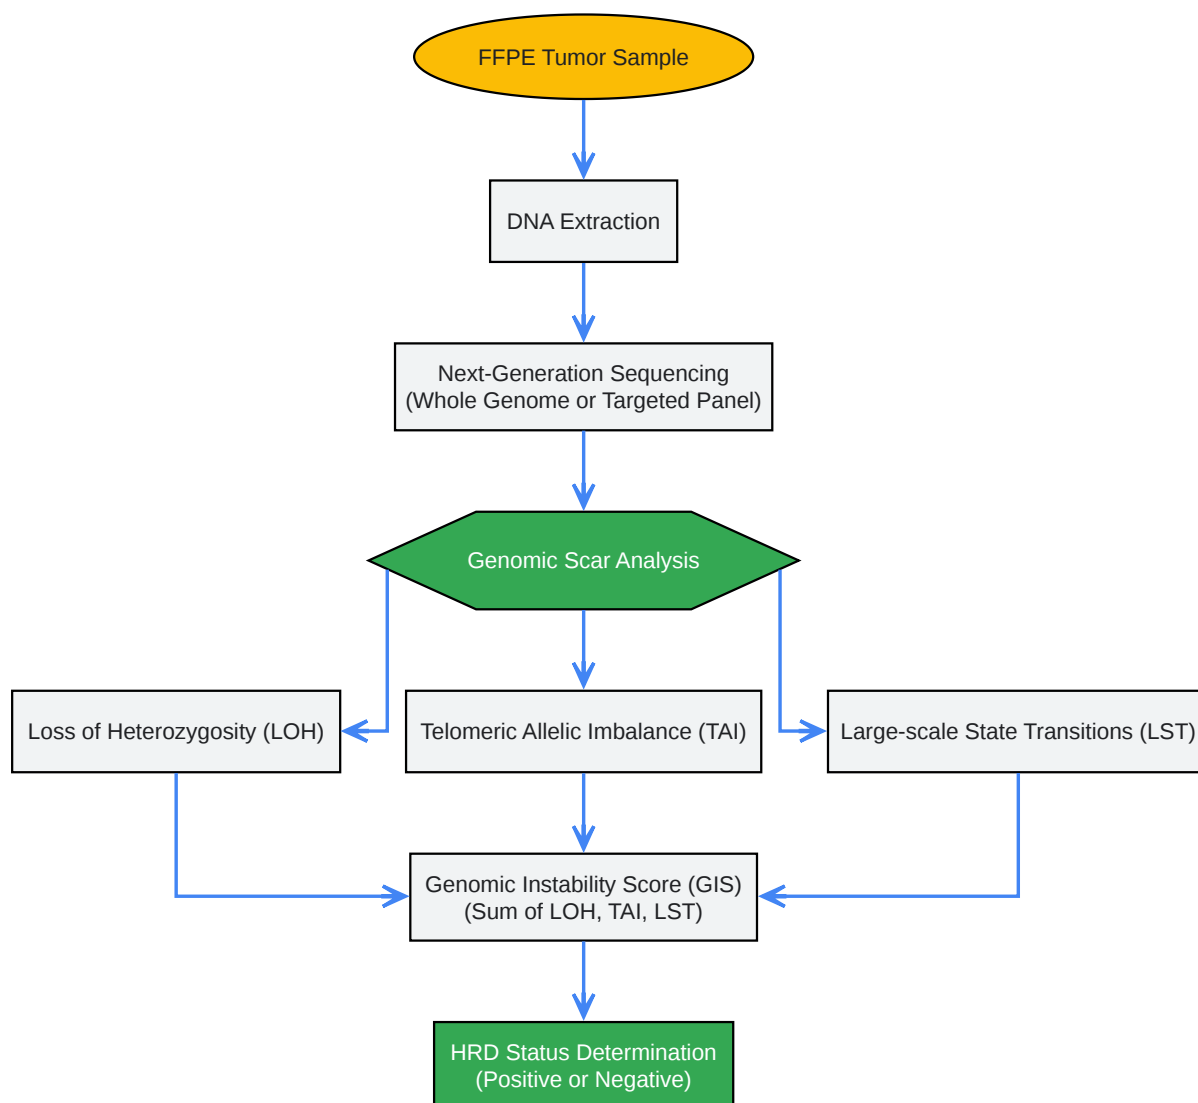 FFPE Tumor Sample
DNA Extraction
Next-Generation Sequencing
(Whole Genome or Targeted Panel)
Genomic Scar Analysis
Loss of Heterozygosity (LOH)
Telomeric Allelic Imbalance (TAI)
Large-scale State Transitions (LST)
Genomic Instability Score (GIS)
(Sum of LOH, TAI, LST)
HRD Status Determination
(Positive or Negative)